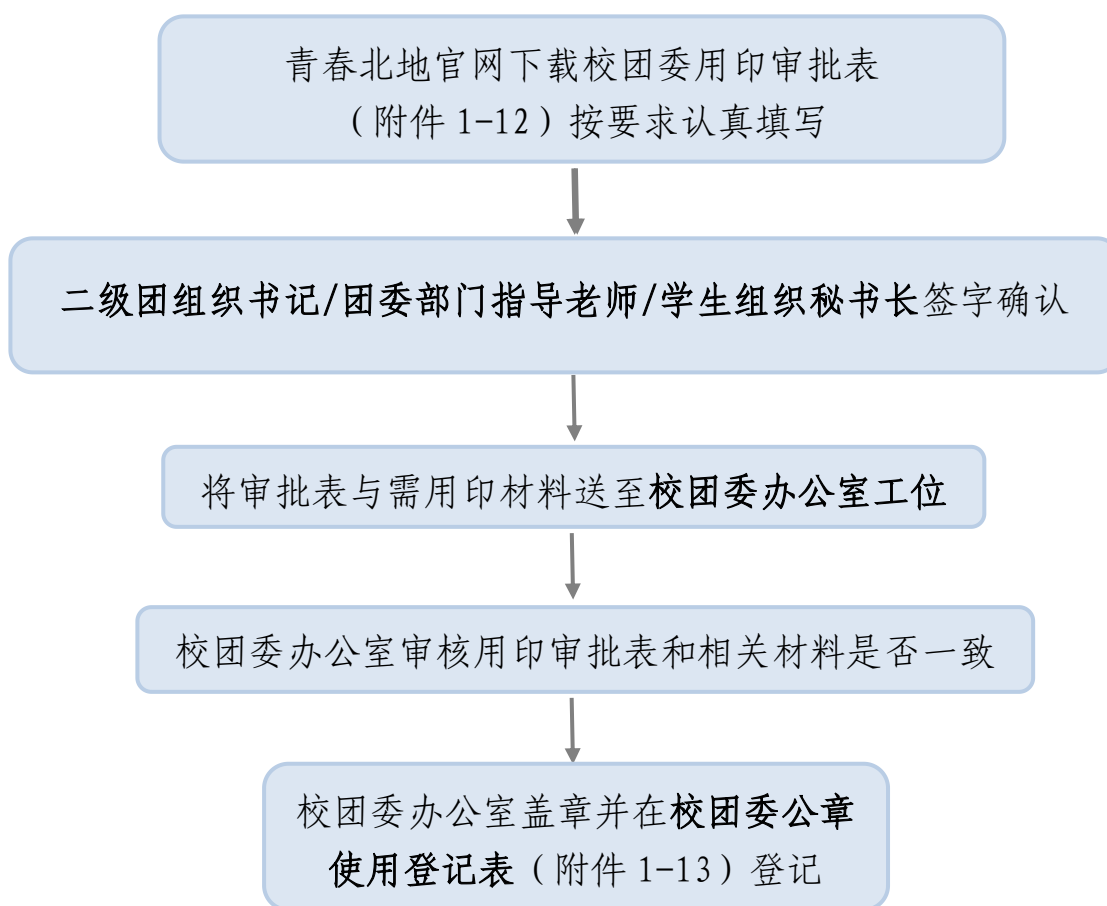 青春北地官网下载校团委用印审批表
（附件 1-12）按要求认真填写
二级团组织书记/团委部门指导老师/学生组织秘书长签字确认
将审批表与需用印材料送至校团委办公室工位
校团委办公室审核用印审批表和相关材料是否一致
校团委办公室盖章并在校团委公章
使用登记表（附件 1-13）登记